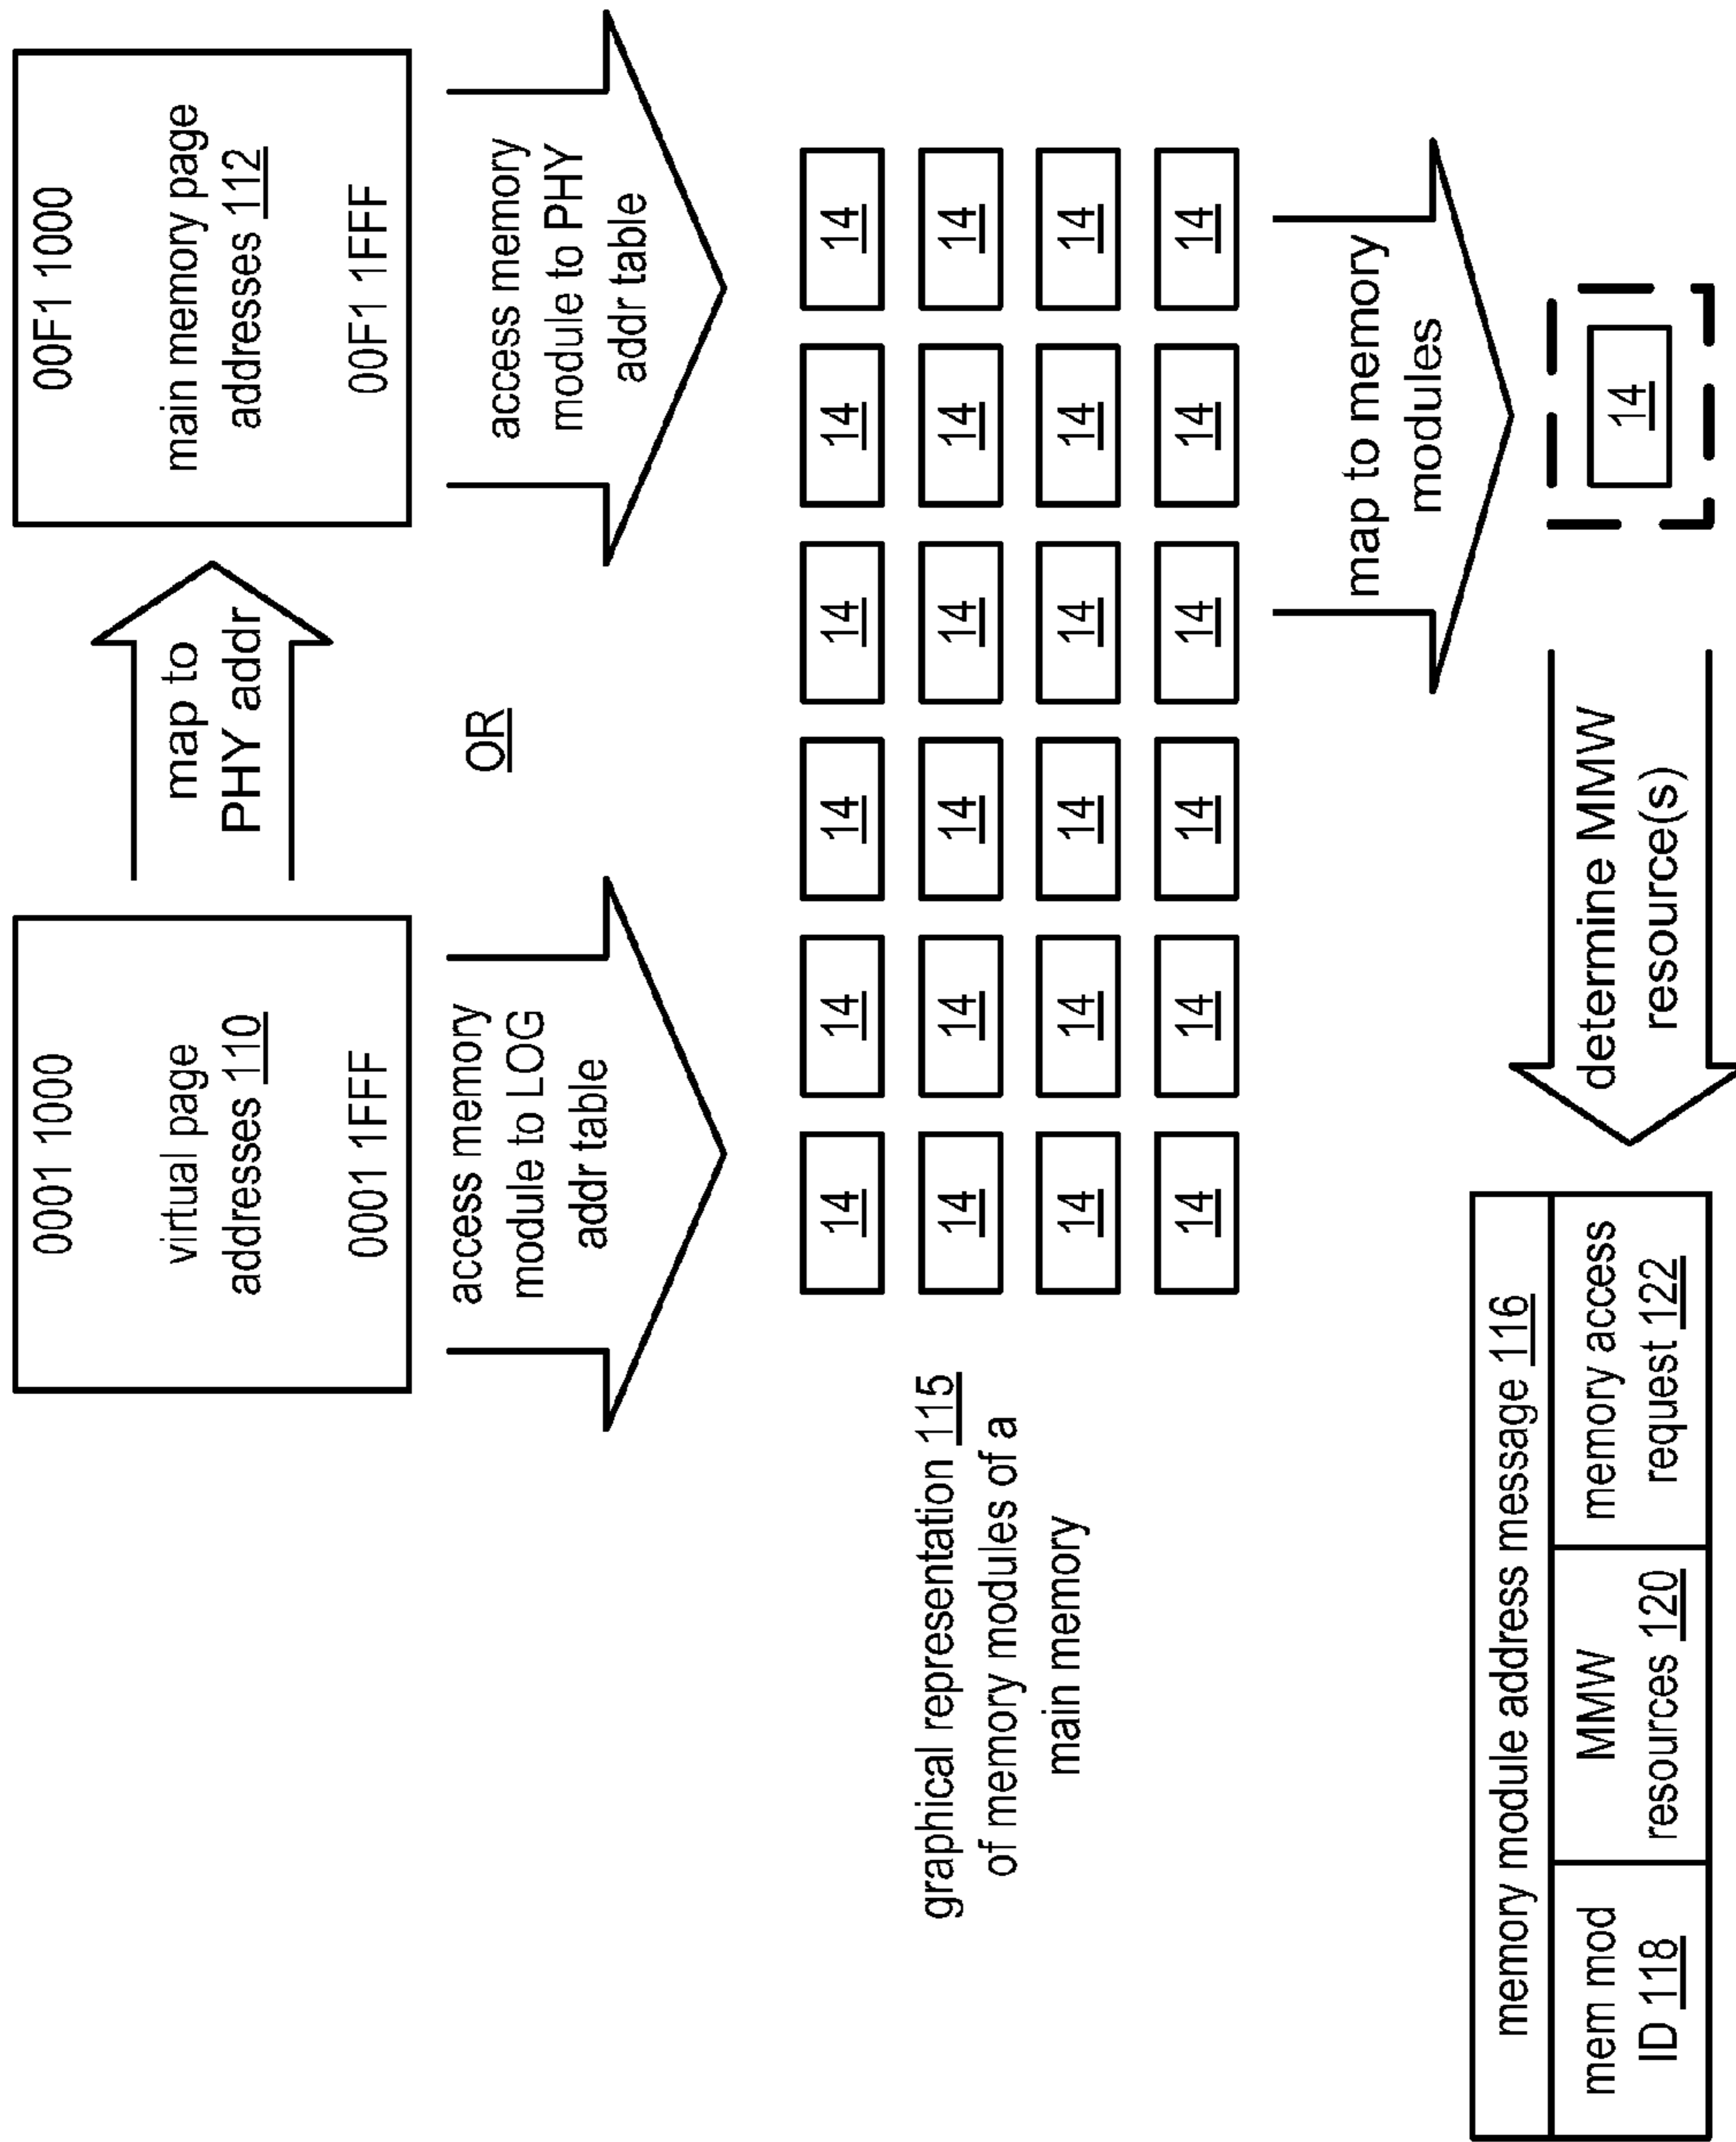 0001 1000
virtual page
addresses 110
0001 1FFF
map to
PHY addr
00F1 1000
main memory page
addresses 112
00F1 1FFF
access memory
module to LOG
addr table
OR
access memory
module to PHY
addr table
graphical representation 115
of memory modules of a
main memory
14 14 14 14 14 14
14 14 14 14 14 14
14 14 14 14 14 14
14 14 14 14 14 14
map to memory
modules
14
determine MMW
resource(s)
memory module address message 116
mem mod
ID 118
MMW
resources 120
memory access
request 122